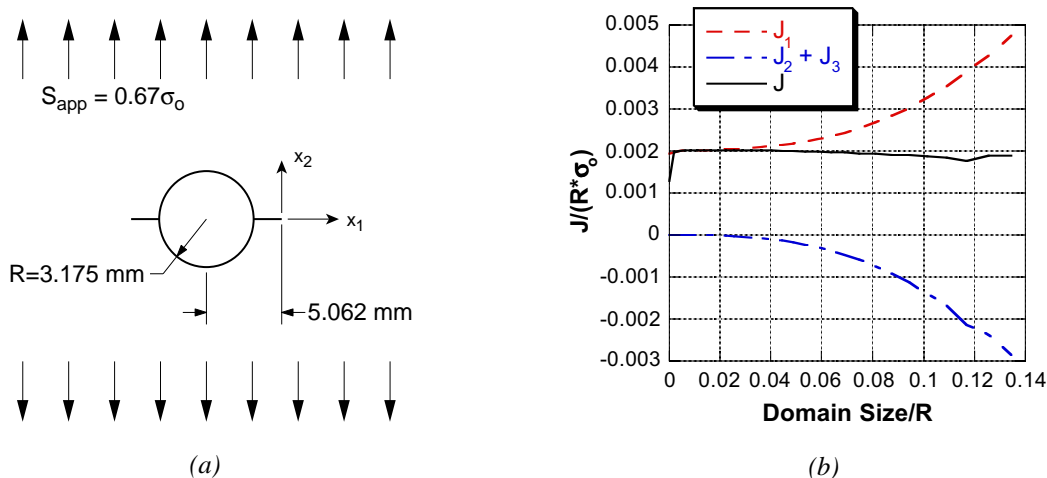 S_app = 0.67σ_o
x_2
x_1
R=3.175 mm
5.062 mm
(a)
J_1
J_2 + J_3
J
0.005
0.004
0.003
0.002
0.001
0
-0.001
-0.002
-0.003
J/(R*σ_o)
0 0.02 0.04 0.06 0.08 0.1 0.12 0.14
Domain Size/R
(b)